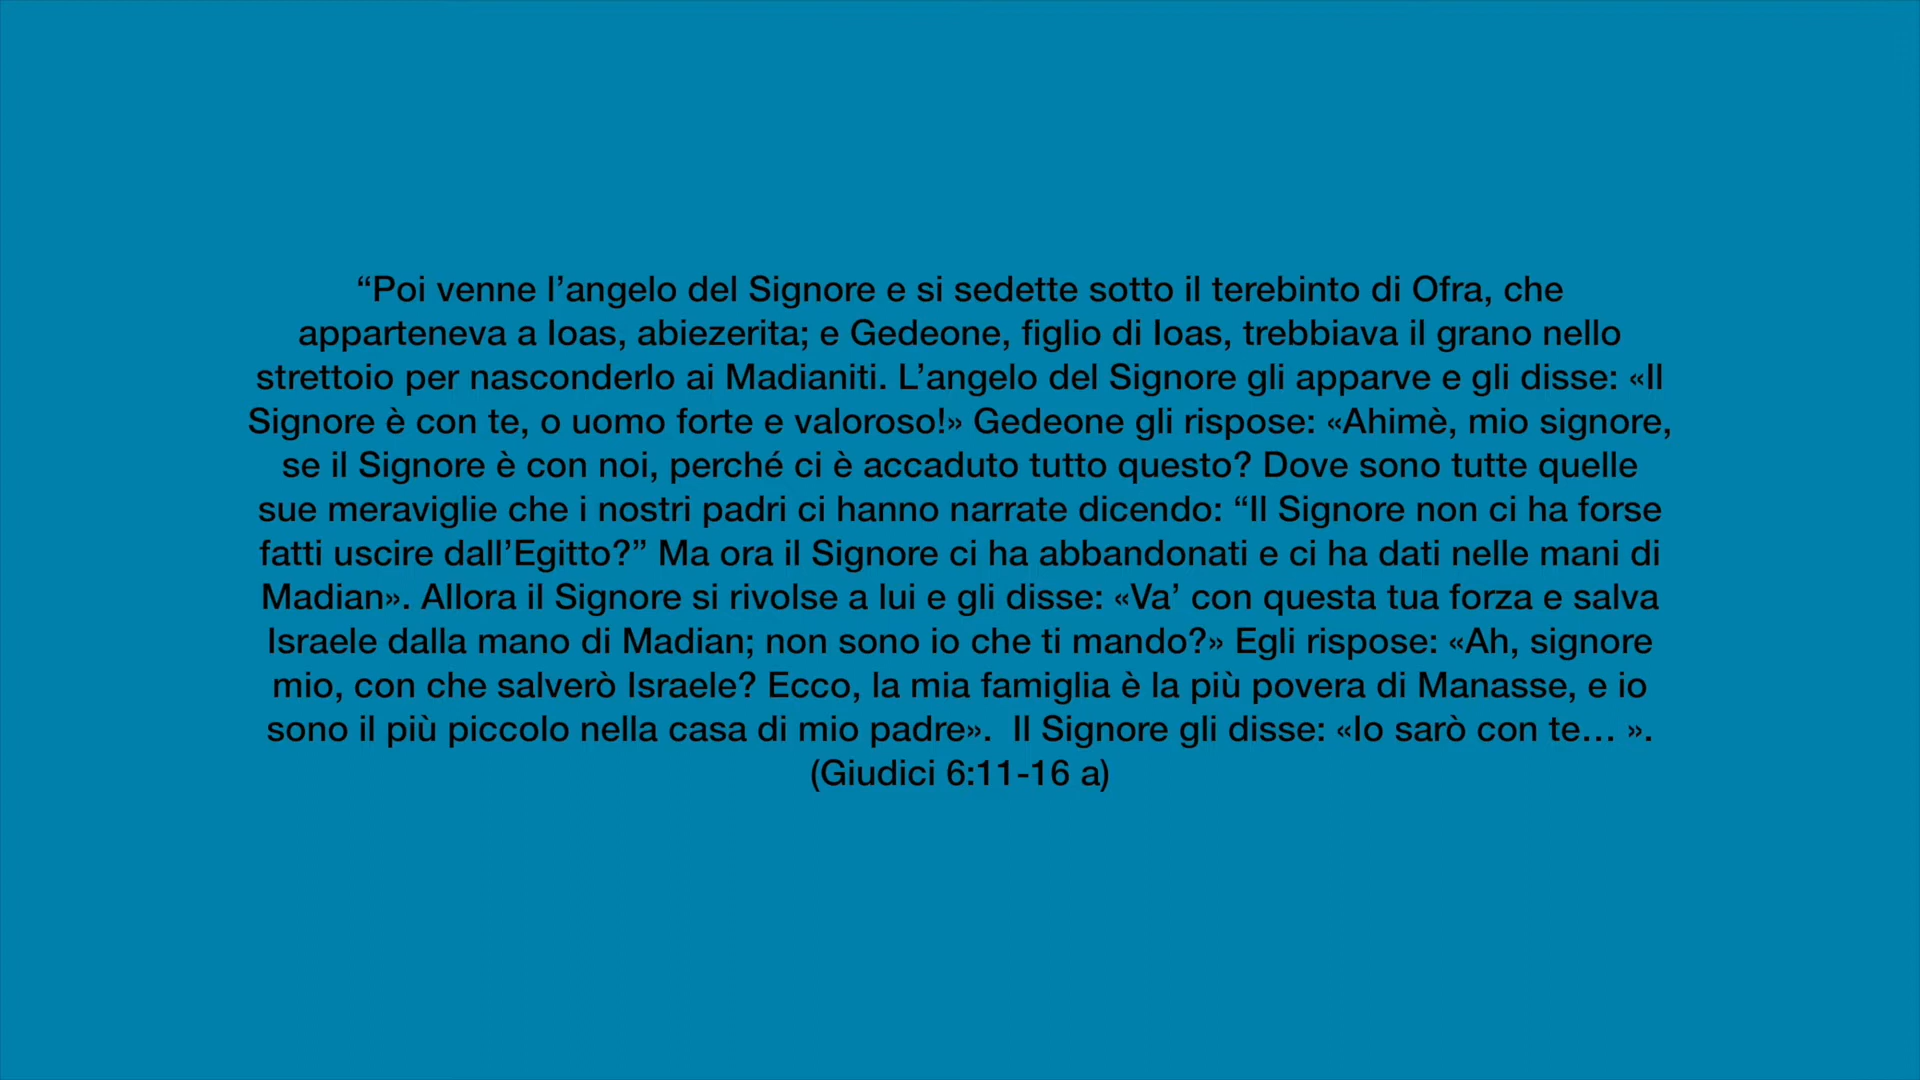 “Poi venne l’angelo del Signore e si sedette sotto il terebinto di Ofra, che
apparteneva a Ioas, abiezerita; e Gedeone, figlio di Ioas, trebbiava il grano nello
strettoio per nasconderlo ai Madianiti. L’angelo del Signore gli apparve e gli disse: «Il
Signore è con te, o uomo forte e valoroso!» Gedeone gli rispose: «Ahimè, mio signore,
se il Signore è con noi, perché ci è accaduto tutto questo? Dove sono tutte quelle
sue meraviglie che i nostri padri ci hanno narrate dicendo: “Il Signore non ci ha forse
fatti uscire dall’Egitto?” Ma ora il Signore ci ha abbandonati e ci ha dati nelle mani di
Madian». Allora il Signore si rivolse a lui e gli disse: «Va’ con questa tua forza e salva
Israele dalla mano di Madian; non sono io che ti mando?» Egli rispose: «Ah, signore
mio, con che salverò Israele? Ecco, la mia famiglia è la più povera di Manasse, e io
sono il più piccolo nella casa di mio padre».  Il Signore gli disse: «Io sarò con te… ».
(Giudici 6:11-16 a)